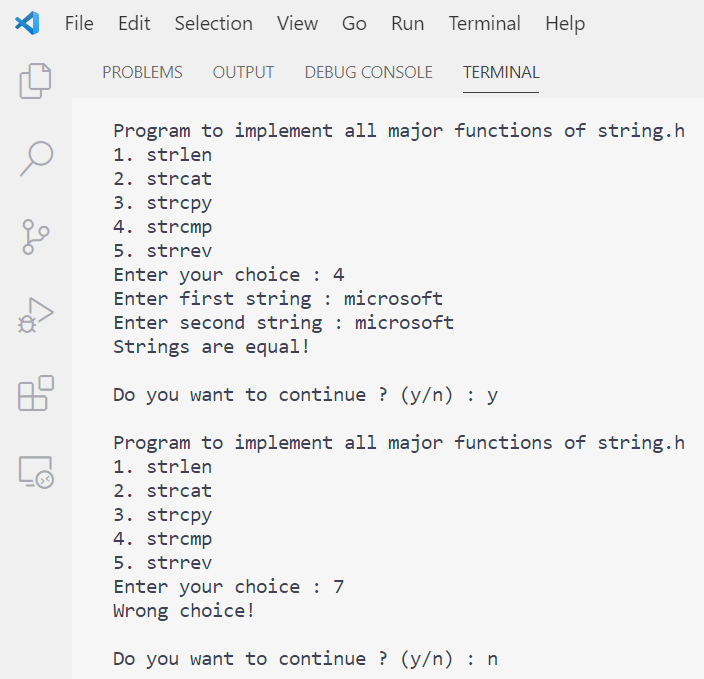 File Edit Selection View Go Run Terminal Help
PROBLEMS OUTPUT DEBUG CONSOLE TERMINAL
Program to implement all major functions of string.h
1. strlen
2. strcat
3. strcpy
4. strcmp
5. strrev
Enter your choice : 4
Enter first string : microsoft
Enter second string : microsoft
Strings are equal!
Do you want to continue ? (y/n) : y
Program to implement all major functions of string.h
1. strlen
2. strcat
3. strcpy
4. strcmp
5. strrev
Enter your choice : 7
Wrong choice!
Do you want to continue ? (y/n) : n